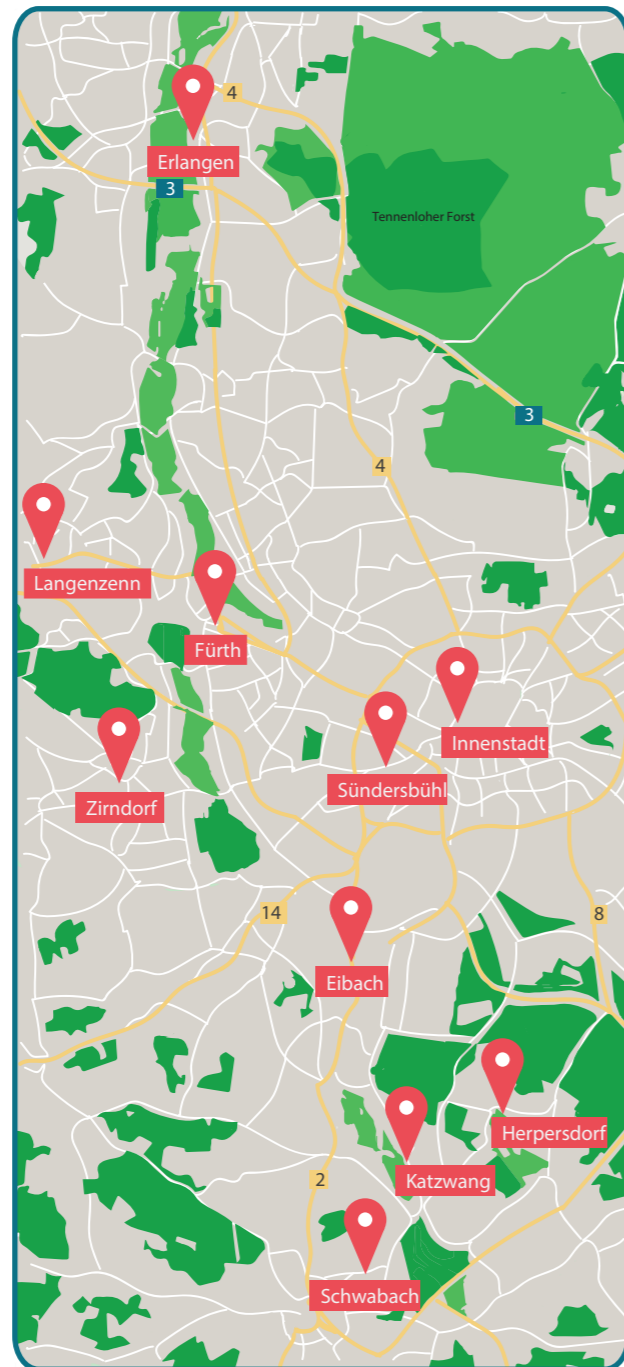 4
Erlangen
3
Tennenloher Forst
3
4
Langenzenn
Fürth
Innenstadt
Sündersbühl
Zirndorf
14
8
Eibach
Herpersdorf
Katzwang
2
Schwabach